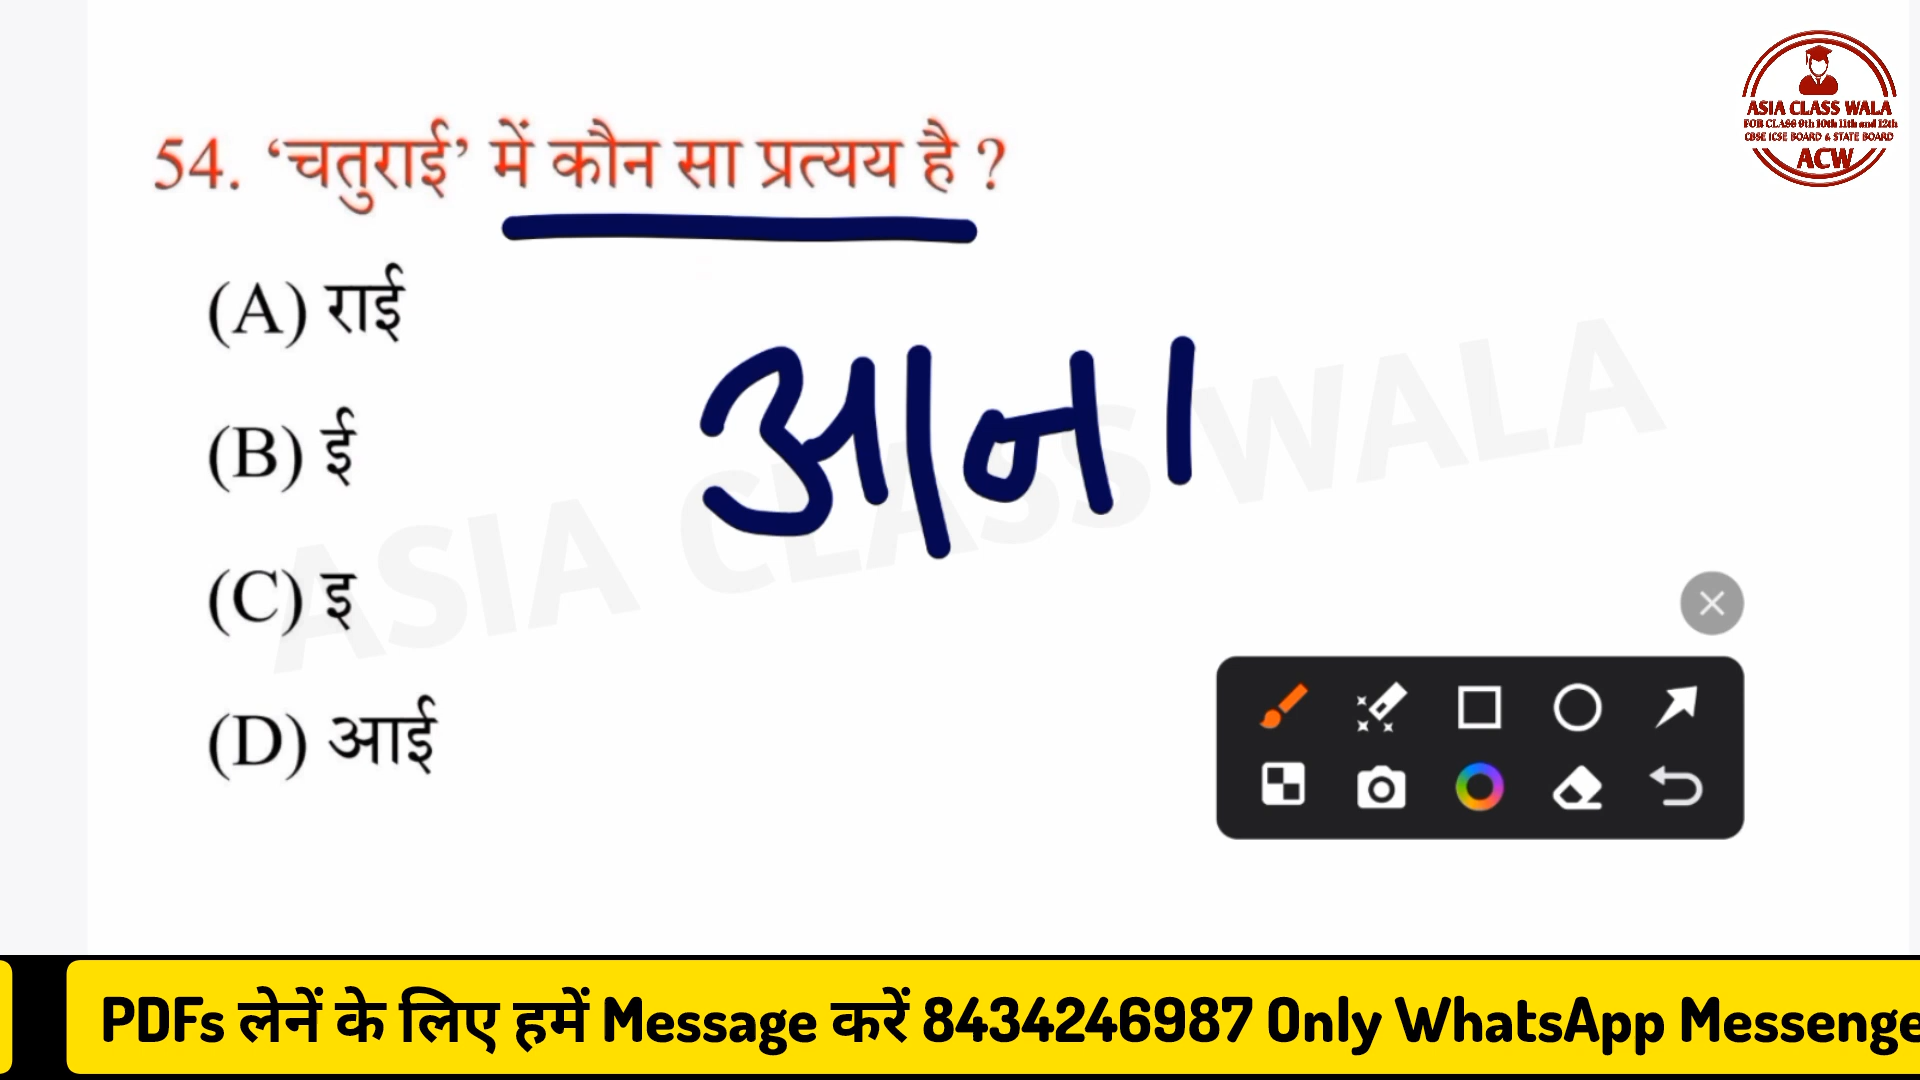 ASIA CLASS WALA
FOR CLASS 9th 10th 11th and 12th
CBSE ICSE BOARD & STATE BOARD
ACW
54. ‘चतुराई’ में कौन सा प्रत्यय है ?
(A) राई
(B) ई
(C) इ
(D) आई
आना
ASIA CLASS WALA
PDFs लेनें के लिए हमें Message करें 8434246987 Only WhatsApp Messenge